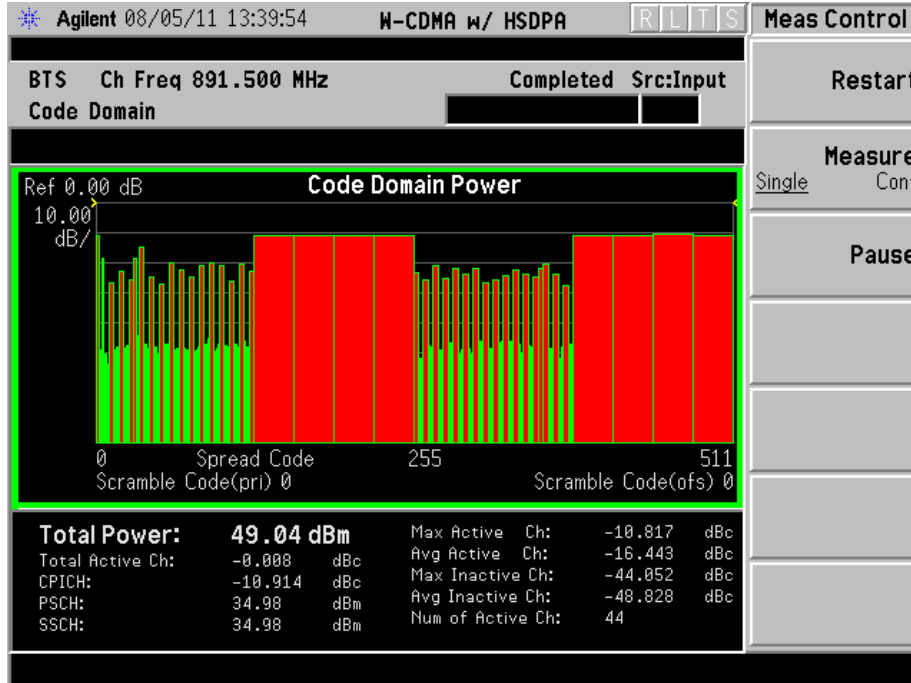 Agilent 08/05/11 13:39:54 W-CDMA w/ HSDPA R L T S Meas Control
BTS Ch Freq 891.500 MHz Completed Src:Input
Code Domain
Restart
Measure
Single Cont
Pause
Ref 0.00 dB Code Domain Power
10.00
dB/
0 Spread Code 255 511
Scramble Code(pri) 0 Scramble Code(ofs) 0
Total Power: 49.04 dBm
Total Active Ch: -0.008 dBc
CPICH: -10.914 dBc
PSCH: 34.98 dBm
SSCH: 34.98 dBm
Max Active Ch: -10.817 dBc
Avg Active Ch: -16.443 dBc
Max Inactive Ch: -44.052 dBc
Avg Inactive Ch: -48.828 dBc
Num of Active Ch: 44